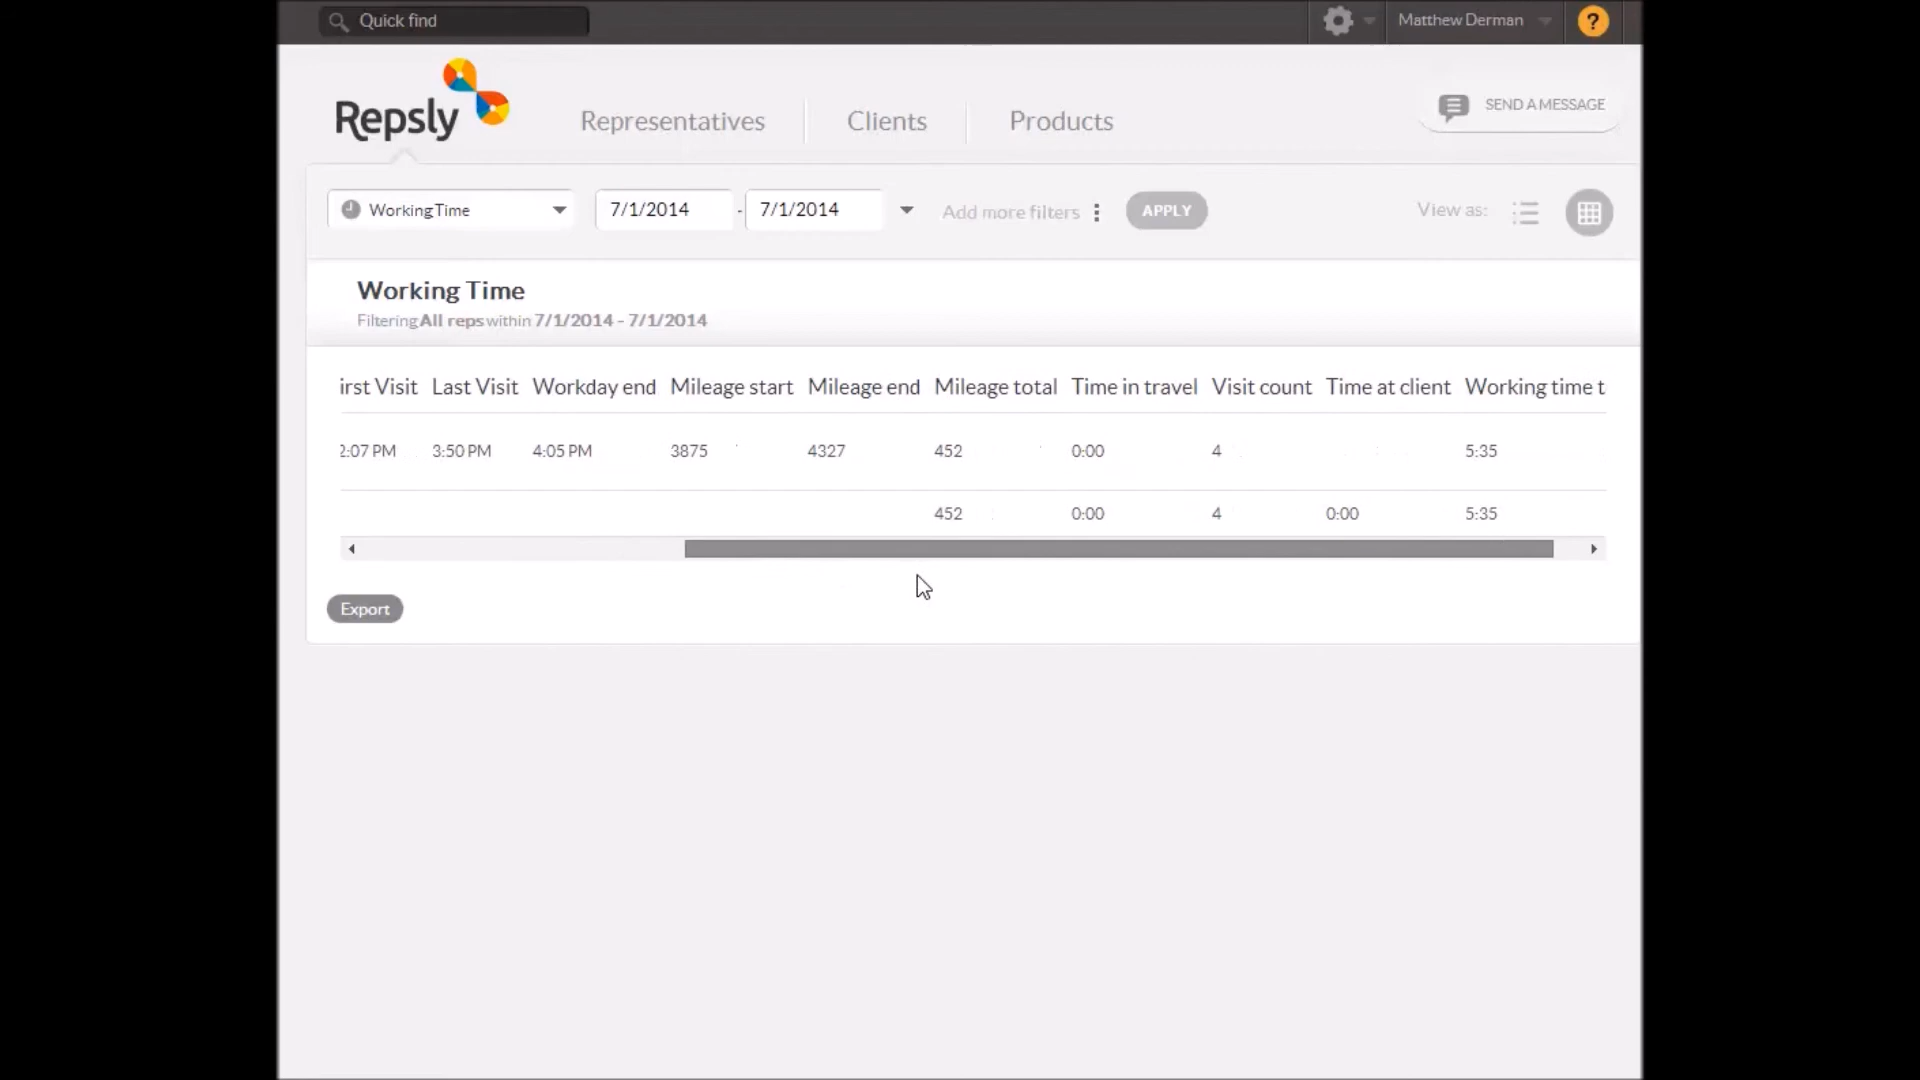 Quick find
Matthew Derman
?
Repsly
Representatives
Clients
Products
SEND A MESSAGE
Working Time
7/1/2014 - 7/1/2014
Add more filters
APPLY
View as:
Working Time
Filtering All reps within 7/1/2014 - 7/1/2014
irst Visit Last Visit Workday end Mileage start Mileage end Mileage total Time in travel Visit count Time at client Working time t
2:07 PM 3:50 PM 4:05 PM 3875 4327 452 0:00 4 5:35
452 0:00 4 0:00 5:35
Export